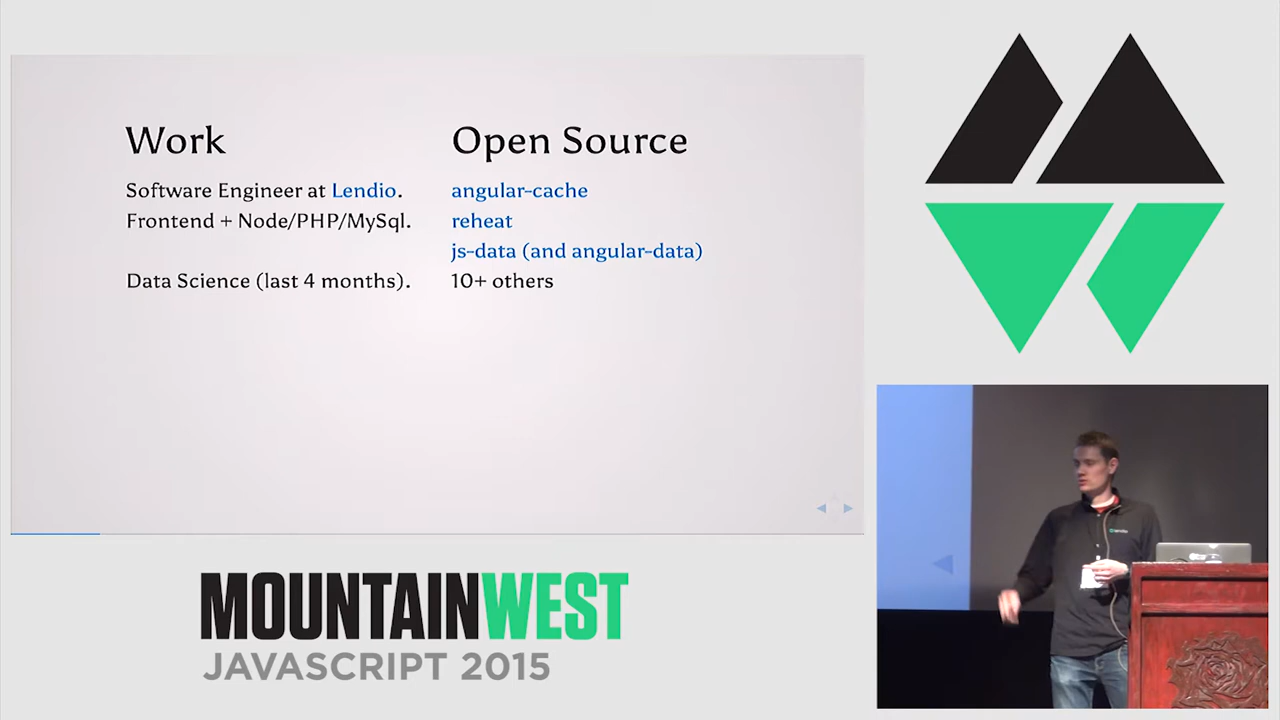 Work
Software Engineer at Lendio.
Frontend + Node/PHP/MySql.
Data Science (last 4 months).
Open Source
angular-cache
reheat
js-data (and angular-data)
10+ others
lendio
MOUNTAINWEST
JAVASCRIPT 2015